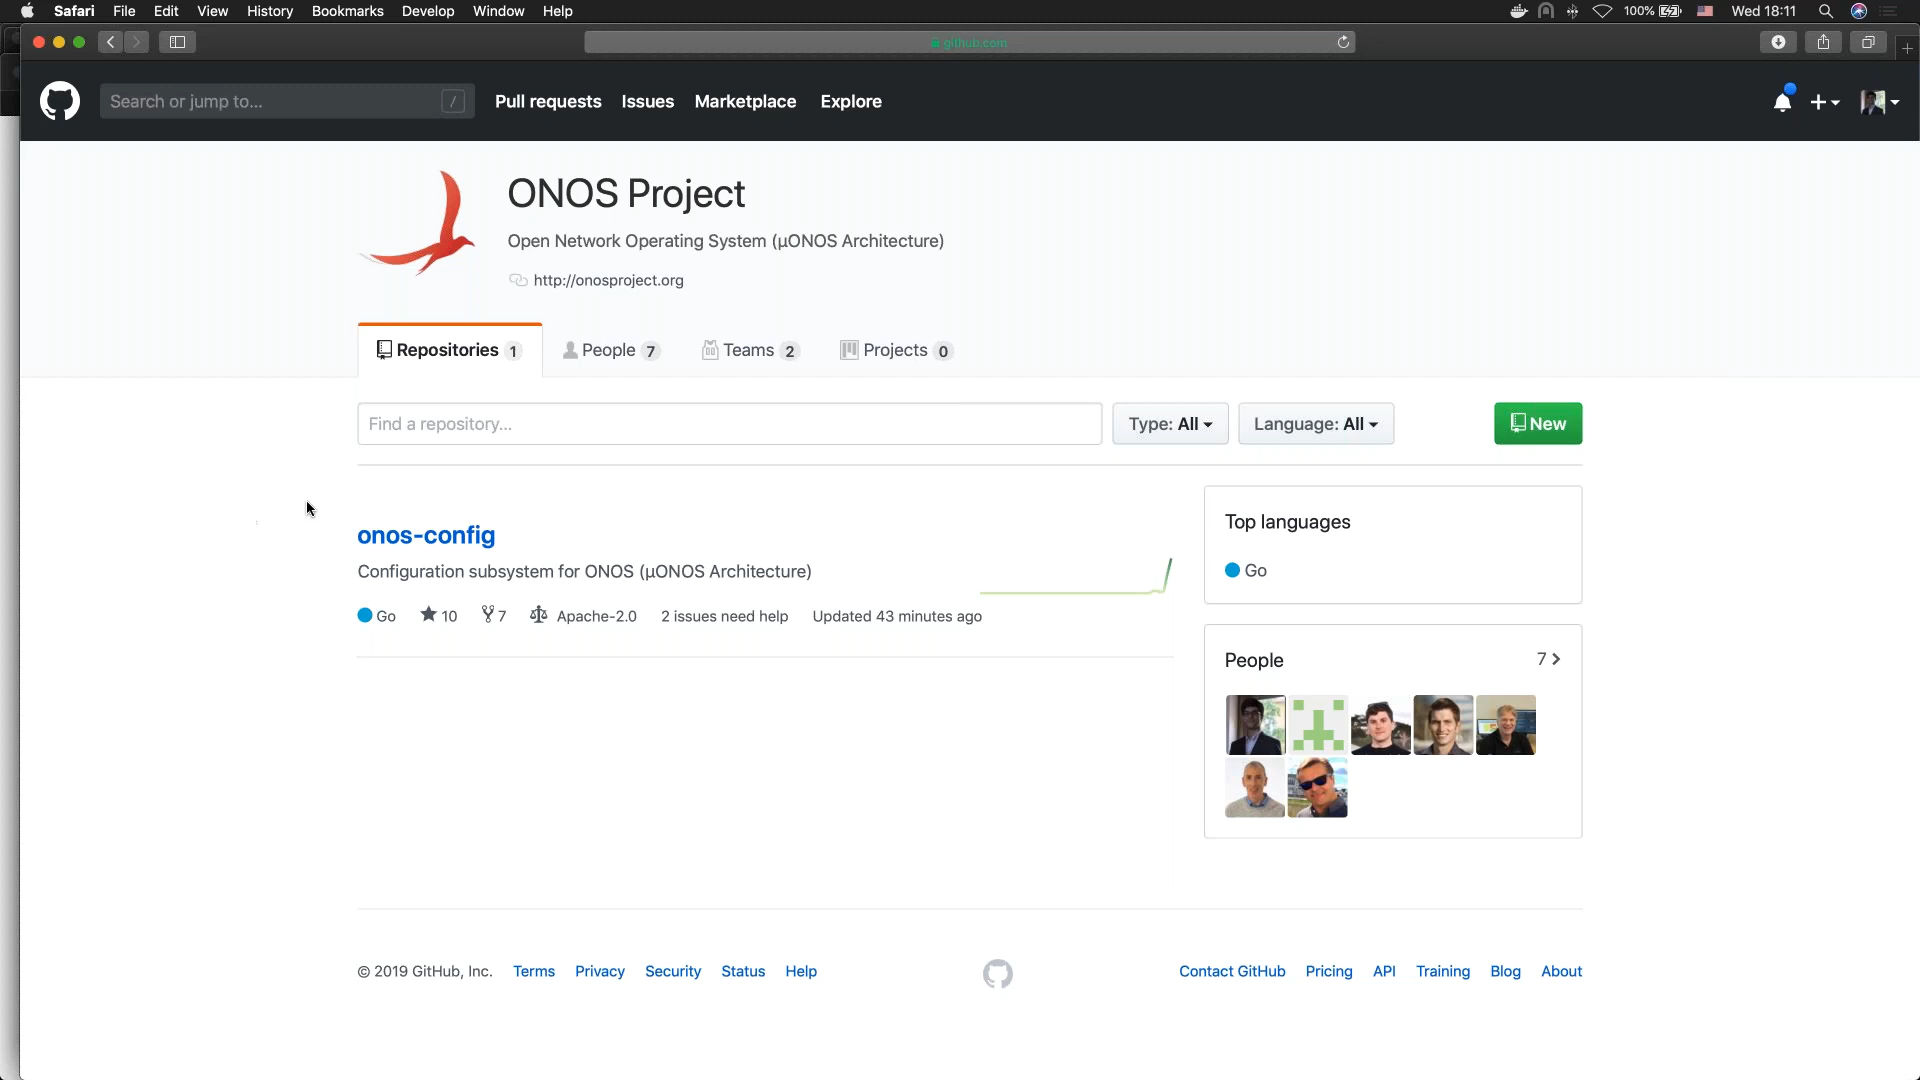 Safari File Edit View History Bookmarks Develop Window Help 100% Wed 18:11
github.com
Search or jump to... / Pull requests Issues Marketplace Explore
ONOS Project
Open Network Operating System (µONOS Architecture)
http://onosproject.org
Repositories 1 People 7 Teams 2 Projects 0
Find a repository... Type: All Language: All New
onos-config
Configuration subsystem for ONOS (µONOS Architecture)
Go 10 7 Apache-2.0 2 issues need help Updated 43 minutes ago
Top languages
Go
People 7
© 2019 GitHub, Inc. Terms Privacy Security Status Help Contact GitHub Pricing API Training Blog About